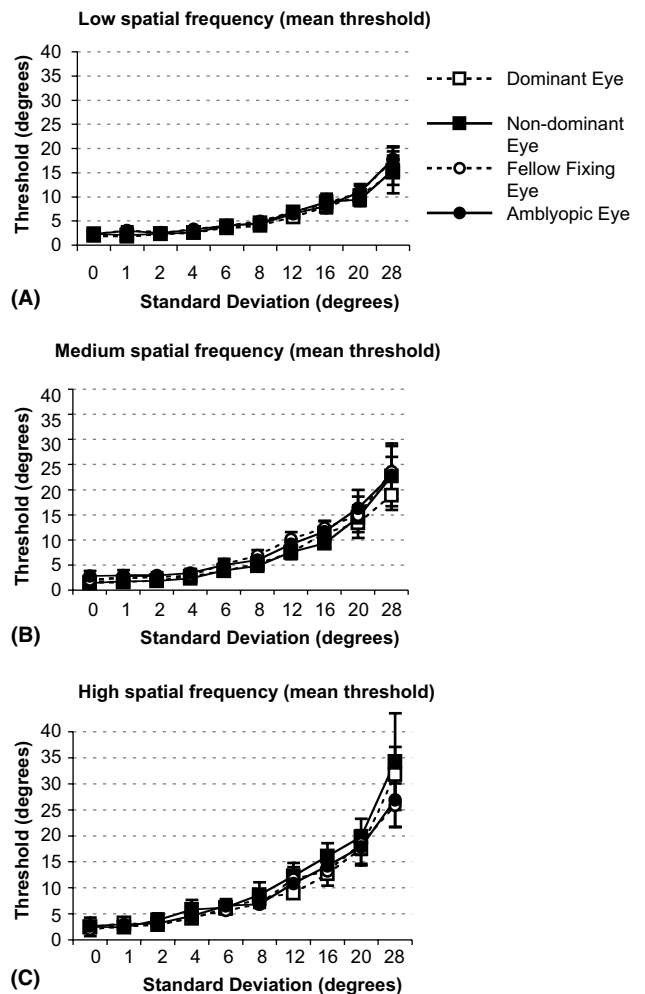 Low spatial frequency (mean threshold)
40
35
30
25
20
15
10
5
0
Threshold (degrees)
0 1 2 4 6 8 12 16 20 28
Standard Deviation (degrees)
(A)
Dominant Eye
Non-dominant
Eye
Fellow Fixing
Eye
Amblyopic Eye
Medium spatial frequency (mean threshold)
40
35
30
25
20
15
10
5
0
Threshold (degrees)
0 1 2 4 6 8 12 16 20 28
Standard Deviation (degrees)
(B)
High spatial frequency (mean threshold)
40
35
30
25
20
15
10
5
0
Threshold (degrees)
0 1 2 4 6 8 12 16 20 28
Standard Deviation (degrees)
(C)